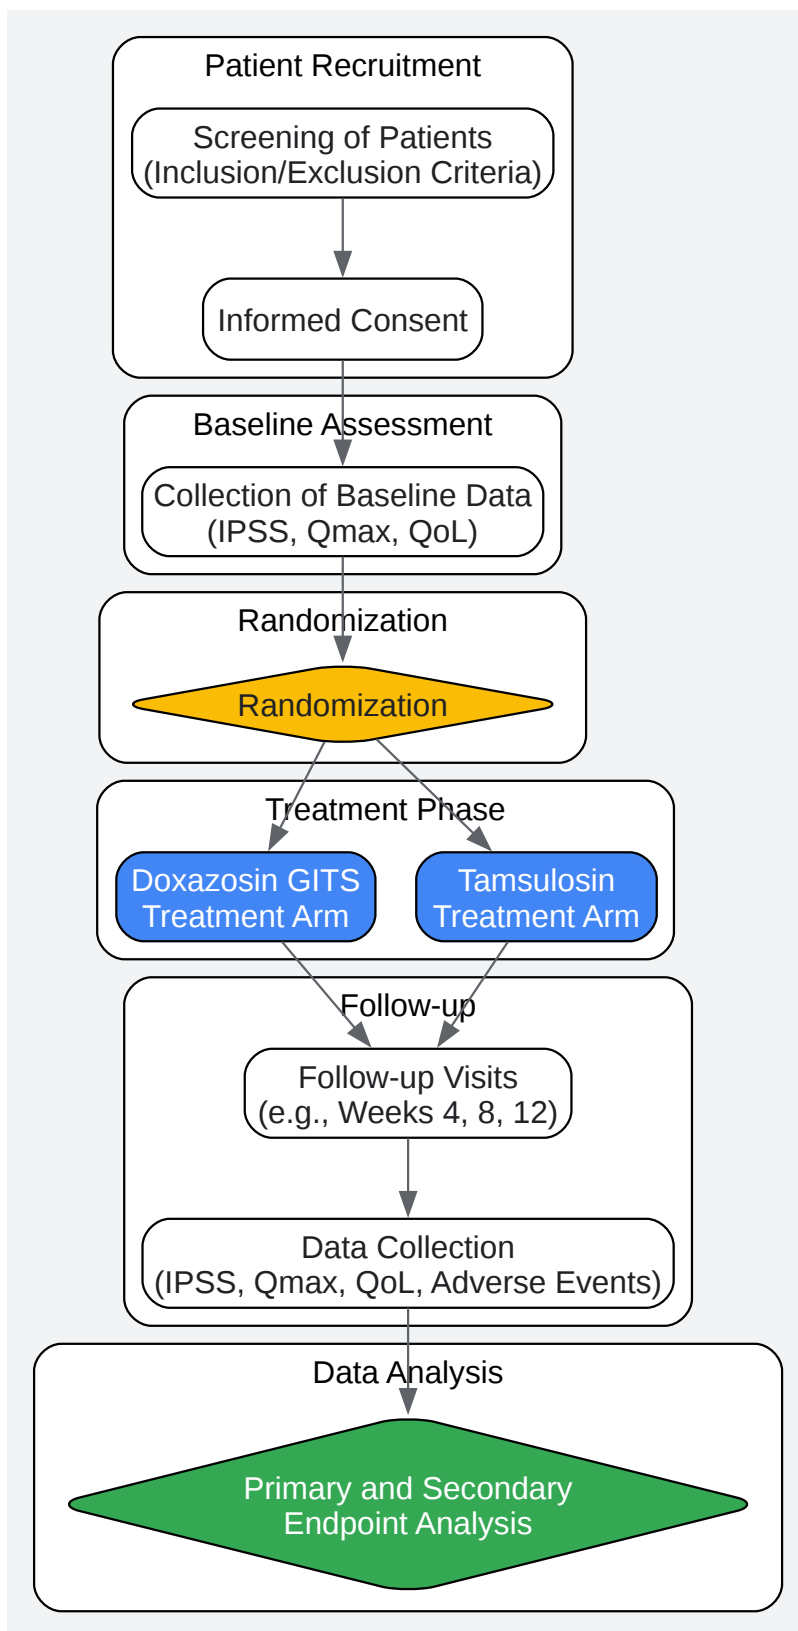 Patient Recruitment
Screening of Patients
(Inclusion/Exclusion Criteria)
Informed Consent
Baseline Assessment
Collection of Baseline Data
(IPSS, Qmax, QoL)
Randomization
Randomization
Treatment Phase
Doxazosin GITS
Treatment Arm
Tamsulosin
Treatment Arm
Follow-up
Follow-up Visits
(e.g., Weeks 4, 8, 12)
Data Collection
(IPSS, Qmax, QoL, Adverse Events)
Data Analysis
Primary and Secondary
Endpoint Analysis